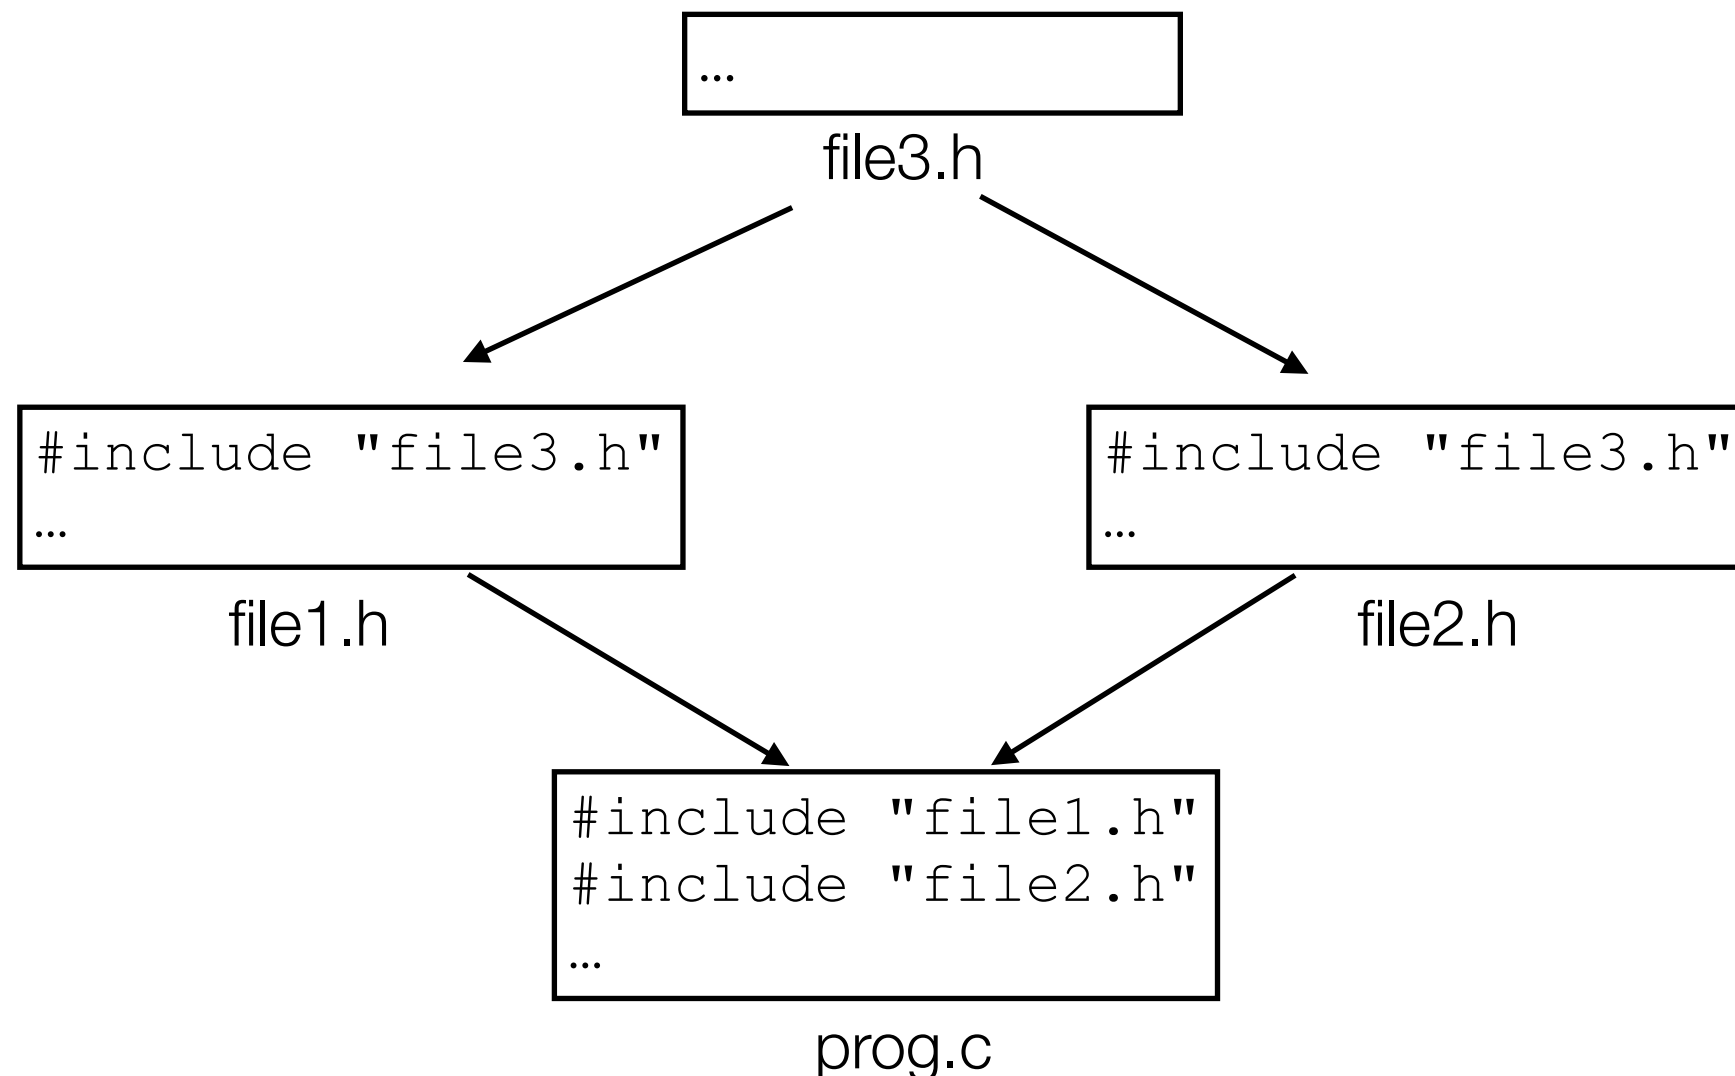 …
file3.h
#include "file3.h"
…
file1.h
#include "file3.h"
…
file2.h
#include "file1.h"
#include "file2.h"
…
prog.c